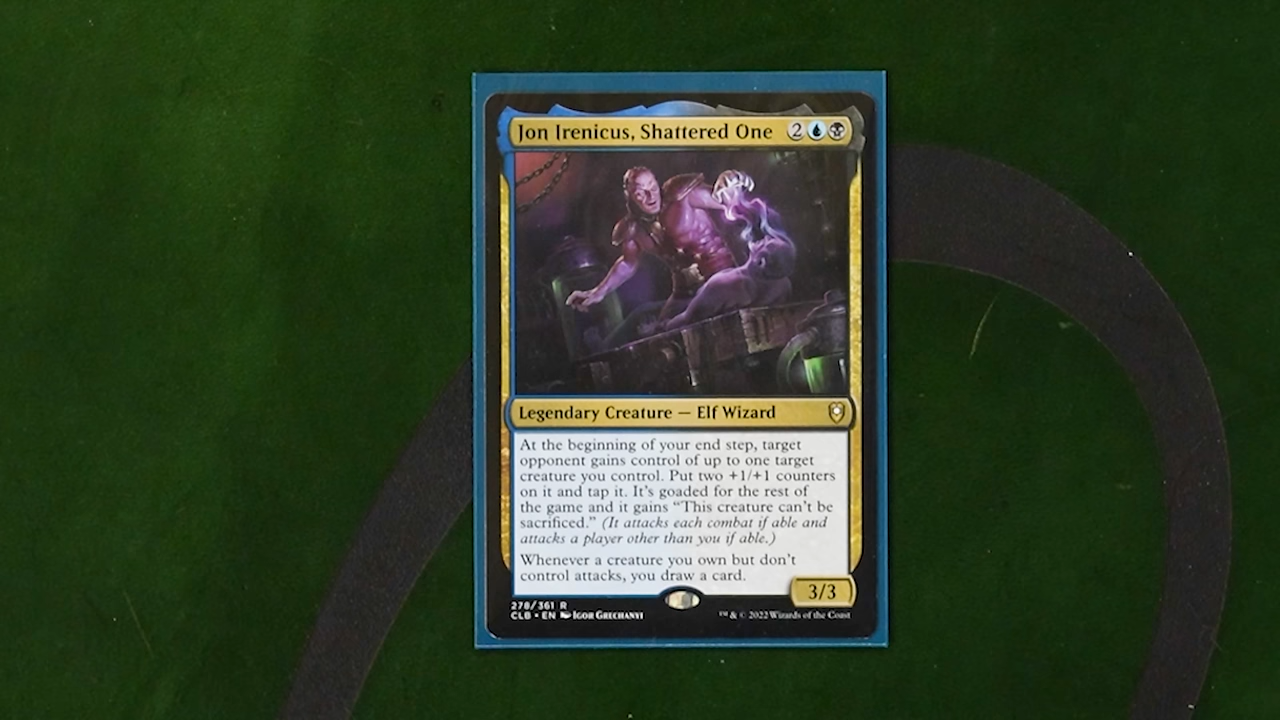 Jon Irenicus, Shattered One 2
Legendary Creature — Elf Wizard
At the beginning of your end step, target
opponent gains control of up to one target
creature you control. Put two +1/+1 counters
on it and tap it. It's goaded for the rest of
the game and it gains “This creature can't be
sacrificed.” (It attacks each combat if able and
attacks a player other than you if able.)
Whenever a creature you own but don't
control attacks, you draw a card.
3/3
278/361 R
CLB • EN Igor Grechanyi
™ & © 2022 Wizards of the Coast